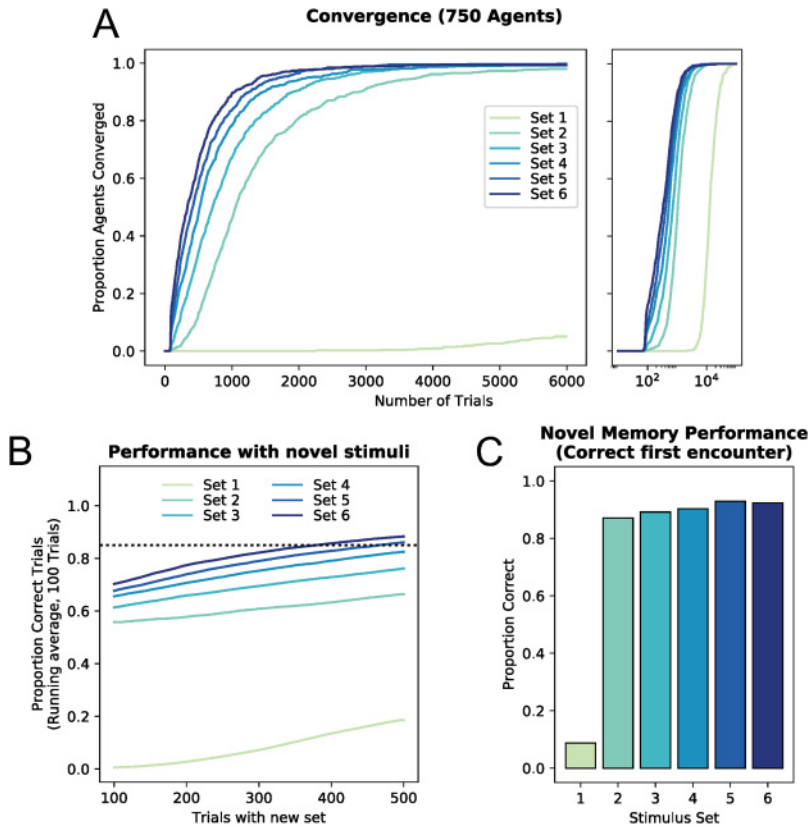 A
Convergence (750 Agents)
Proportion Agents Converged
1.0
0.8
0.6
0.4
0.2
0.0
0 1000 2000 3000 4000 5000 6000
Number of Trials
Set 1
Set 2
Set 3
Set 4
Set 5
Set 6
10² 10⁴
B
Performance with novel stimuli
Proportion Correct Trials
(Running average, 100 Trials)
1.0
0.8
0.6
0.4
0.2
0.0
Set 1 Set 4
Set 2 Set 5
Set 3 Set 6
100 200 300 400 500
Trials with new set
C
Novel Memory Performance
(Correct first encounter)
Proportion Correct
1.0
0.8
0.6
0.4
0.2
0.0
1 2 3 4 5 6
Stimulus Set